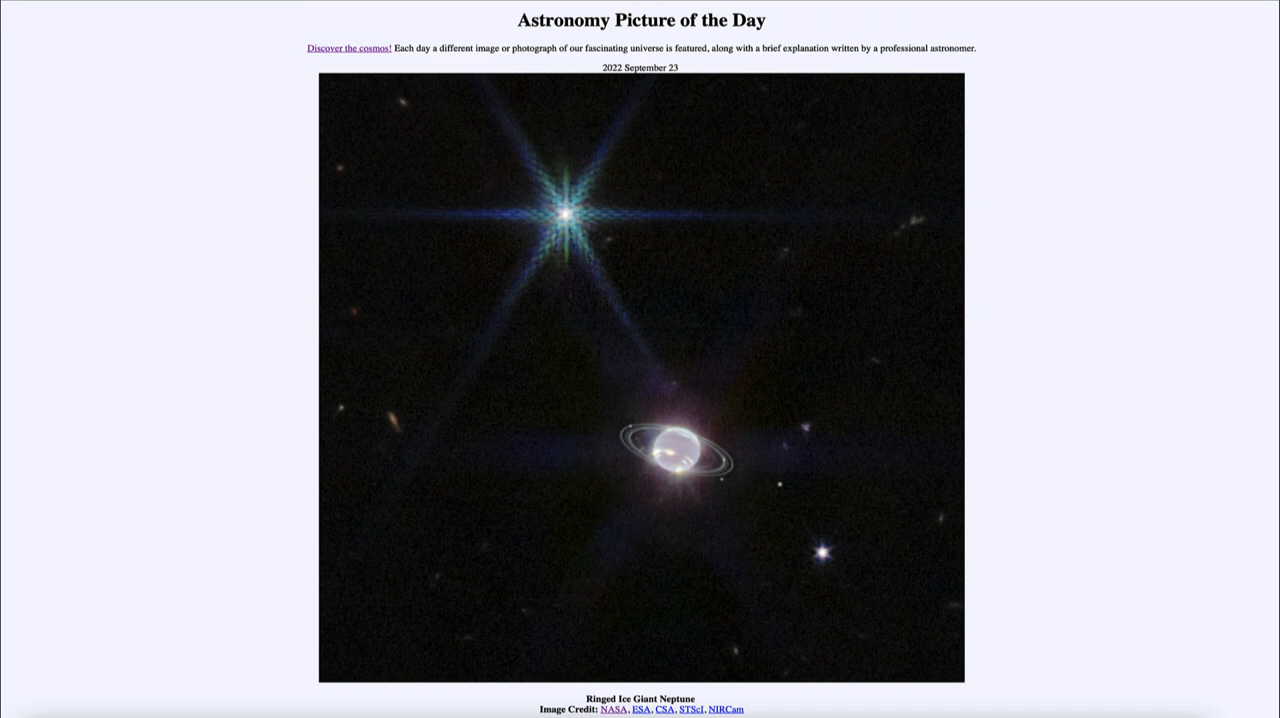 Astronomy Picture of the Day
Discover the cosmos! Each day a different image or photograph of our fascinating universe is featured, along with a brief explanation written by a professional astronomer.
2022 September 23
Ringed Ice Giant Neptune
Image Credit: NASA, ESA, CSA, STScI, NIRCam